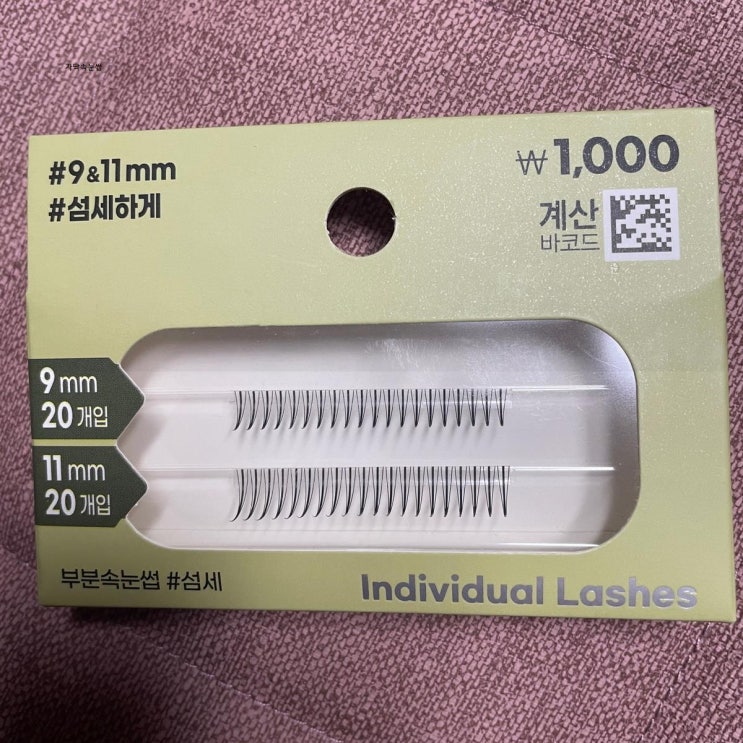 #9&11mm
#섬세하게
₩1,000
계산
바코드
9mm
20개입
11mm
20개입
부분속눈썹 #섬세
Individual Lashes